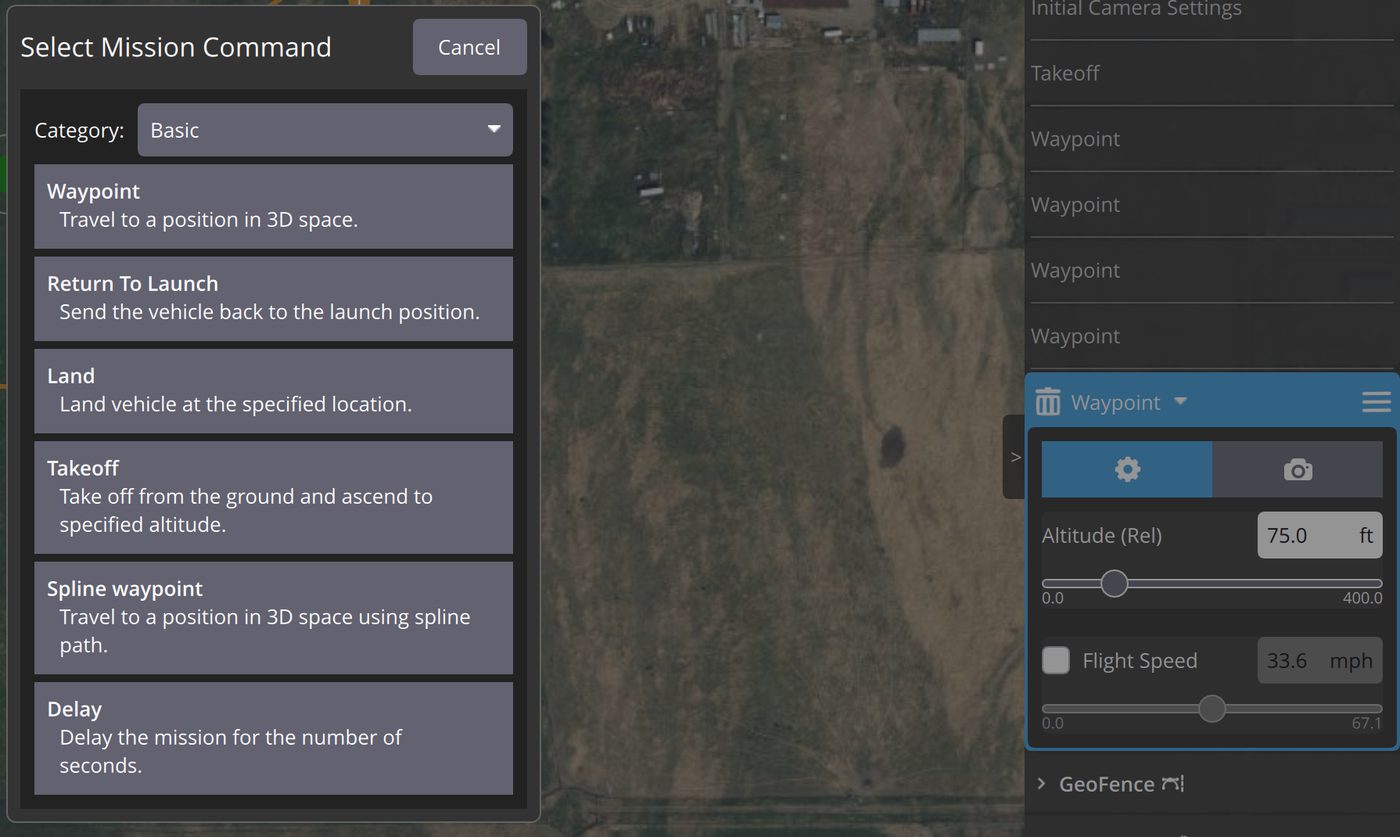 Select Mission Command
Cancel
Category:
Basic
Waypoint
Travel to a position in 3D space.
Return To Launch
Send the vehicle back to the launch position.
Land
Land vehicle at the specified location.
Takeoff
Take off from the ground and ascend to
specified altitude.
Spline waypoint
Travel to a position in 3D space using spline
path.
Delay
Delay the mission for the number of
seconds.
>
Initial Camera Settings
Takeoff
Waypoint
Waypoint
Waypoint
Waypoint
Waypoint
Altitude (Rel)
75.0 ft
0.0 400.0
Flight Speed
33.6 mph
0.0 67.1
GeoFence